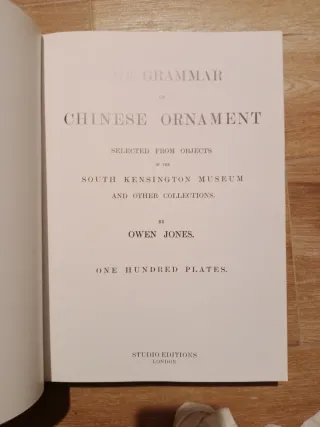 THE GRAMMAR
OF
CHINESE ORNAMENT
SELECTED FROM OBJECTS
IN THE
SOUTH KENSINGTON MUSEUM
AND OTHER COLLECTIONS.
BY
OWEN JONES.
ONE HUNDRED PLATES.
STUDIO EDITIONS
LONDON